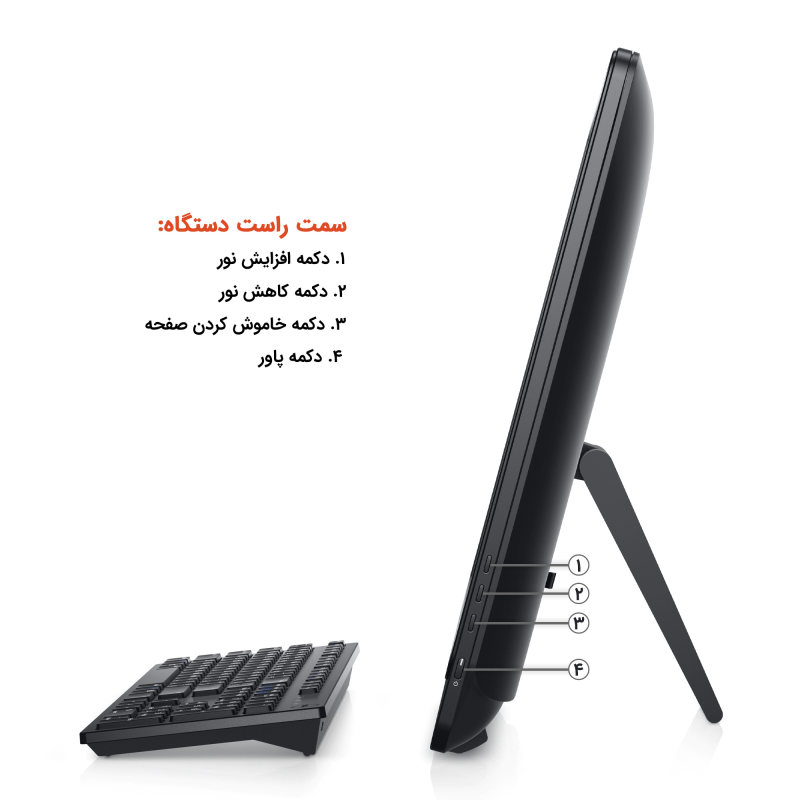 سمت راست دستگاه:
۱. دکمه افزایش نور
۲. دکمه کاهش نور
۳. دکمه خاموش کردن صفحه
۴. دکمه پاور
۱
۲
۳
۴